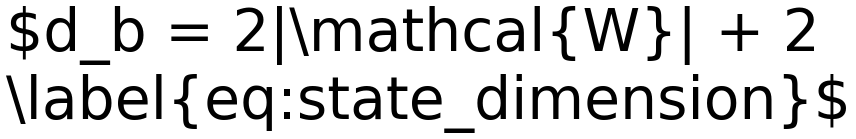 $d_b = 2|\mathcal{W}| + 2
\label{eq:state_dimension}$